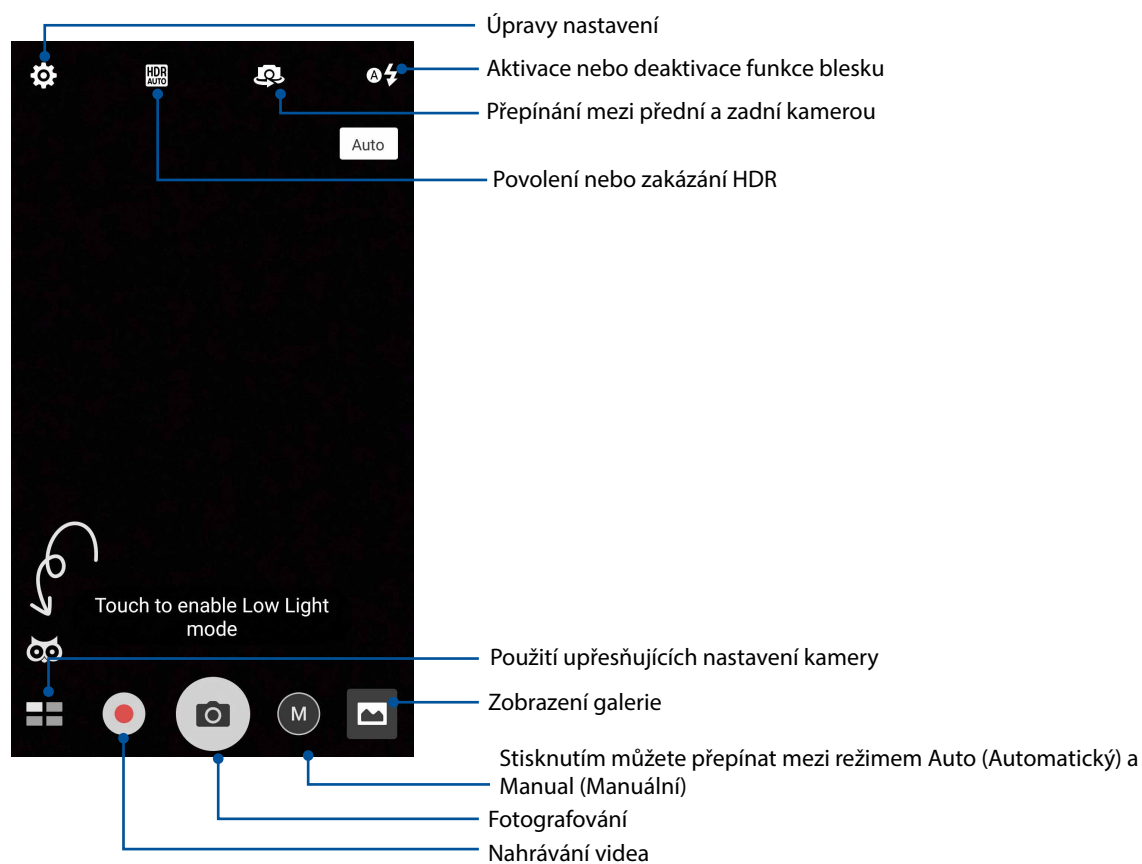 Úpravy nastavení
HDR
AUTO
A
Aktivace nebo deaktivace funkce blesku
Přepínání mezi přední a zadní kamerou
Auto
Povolení nebo zakázání HDR
Touch to enable Low Light
mode
Použití upřesňujících nastavení kamery
Zobrazení galerie
M
Stisknutím můžete přepínat mezi režimem Auto (Automatický) a
Manual (Manuální)
Fotografování
Nahrávání videa